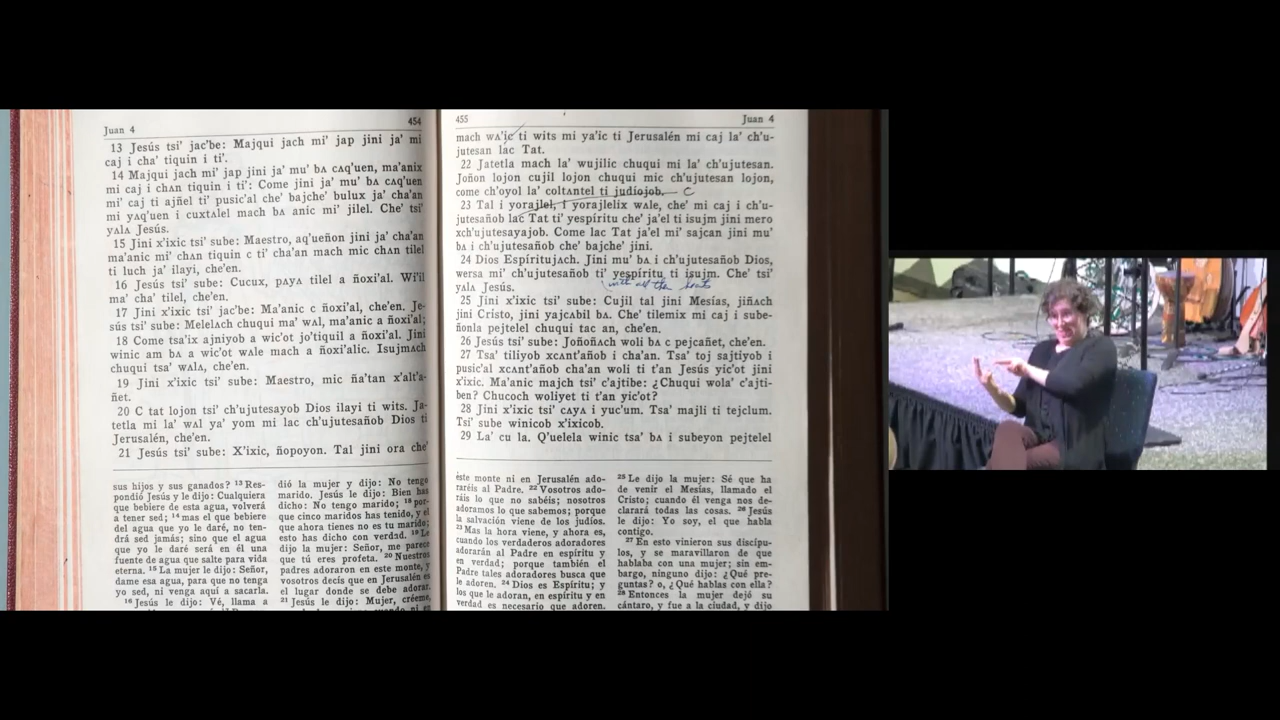 Juan 4
454
13 Jesús tsi' jac'be: Majqui jach mi' jap jini ja' mi
caj i cha' tiquin i ti'.
14 Majqui jach mi' jap jini ja' mu' bʌ cʌq'uen, ma'anix
mi caj i chʌn tiquin i ti': Come jini ja' mu' bʌ cʌq'uen
mi' caj ti ajñel ti' pusic'al che' bajche' bulux ja' cha'an
mi yʌq'uen i cuxtʌlel mach bʌ anic mi' jilel. Che' tsi'
yʌlʌ Jesús.
15 Jini x'ixic tsi' sube: Maestro, aq'ueñon jini ja' cha'an
ma'anic mi' chʌn tiquin c ti' cha'an mach mic chʌn tilel
ti luch ja' ilayi, che'en.
16 Jesús tsi' sube: Cucux, pʌyʌ tilel a ñoxi'al. Wi'il
ma' cha' tilel, che'en.
17 Jini x'ixic tsi' jac'be: Ma'anic c ñoxi'al, che'en. Je-
sús tsi' sube: Melelʌch chuqui ma' wʌl, ma'anic a ñoxi'al;
18 Come tsa'ix ajniyob a wic'ot jo'tiquil a ñoxi'al. Jini
winic am bʌ a wic'ot wʌle mach a ñoxi'alic. Isujmʌch
chuqui tsa' wʌlʌ, che'en.
19 Jini x'ixic tsi' sube: Maestro, mic ña'tan x'alt'a-
ñet.
20 C tat lojon tsi' ch'ujutesayob Dios ilayi ti wits. Ja-
tetla mi la' wʌl ya' yom mi lac ch'ujutesañob Dios ti
Jerusalén, che'en.
21 Jesús tsi' sube: X'ixic, ñopoyon. Tal jini ora che'
sus hijos y sus ganados? 13 Res-
pondió Jesús y le dijo: Cualquiera
que bebiere de esta agua, volverá
a tener sed; 14 mas el que bebiere
del agua que yo le daré, no ten-
drá sed jamás; sino que el agua
que yo le daré será en él una
fuente de agua que salte para vida
eterna. 15 La mujer le dijo: Señor,
dame esa agua, para que no tenga
yo sed, ni venga aquí a sacarla.
16 Jesús le dijo: Vé, llama a
dió la mujer y dijo: No tengo
marido. Jesús le dijo: Bien has
dicho: No tengo marido; 18 por-
que cinco maridos has tenido, y el
que ahora tienes no es tu marido;
esto has dicho con verdad. 19 Le
dijo la mujer: Señor, me parece
que tú eres profeta. 20 Nuestros
padres adoraron en este monte, y
vosotros decís que en Jerusalén es
el lugar donde se debe adorar.
21 Jesús le dijo: Mujer, créeme,
455
Juan 4
mach wʌ'ic ti wits mi ya'ic ti Jerusalén mi caj la' ch'u-
jutesan lac Tat.
22 Jatetla mach la' wujilic chuqui mi la' ch'ujutesan.
Joñon lojon cujil lojon chuqui mic ch'ujutesan lojon,
come ch'oyol la' coltʌntel ti judíojob. C
23 Tal i yorajlel, i yorajlelix wʌle, che' mi caj i ch'u-
jutesañob lac Tat ti' yespíritu che' ja'el ti isujm jini mero
xch'ujutesayajob. Come lac Tat ja'el mi' sajcan jini mu'
bʌ i ch'ujutesañob che' bajche' jini.
24 Dios Espíritujʌch. Jini mu' bʌ i ch'ujutesañob Dios,
wersa mi' ch'ujutesañob ti' yespíritu ti isujm. Che' tsi'
yʌlʌ Jesús.
with all the hearts
25 Jini x'ixic tsi' sube: Cujil tal jini Mesías, jiñʌch
jini Cristo, jini yajcʌbil bʌ. Che' tilemix mi caj i sube-
ñonla pejtelel chuqui tac an, che'en.
26 Jesús tsi' sube: Joñoñʌch woli bʌ c pejcañet, che'en.
27 Tsa' tiliyob xcʌnt'añob i cha'an. Tsa' toj sajtiyob i
pusic'al xcʌnt'añob cha'an woli ti t'an Jesús yic'ot jini
x'ixic. Ma'anic majch tsi' c'ajtibe: ¿Chuqui wola' c'ajti-
ben? Chucoch woliyet ti t'an yic'ot?
28 Jini x'ixic tsi' cʌyʌ i yuc'um. Tsa' majli ti tejclum.
Tsi' sube winicob x'ixicob.
29 La' cu la. Q'uelela winic tsa' bʌ i subeyon pejtelel
este monte ni en Jerusalén ado-
raréis al Padre. 22 Vosotros ado-
ráis lo que no sabéis; nosotros
adoramos lo que sabemos; porque
la salvación viene de los judíos.
23 Mas la hora viene, y ahora es,
cuando los verdaderos adoradores
adorarán al Padre en espíritu y
en verdad; porque también el
Padre tales adoradores busca que
le adoren. 24 Dios es Espíritu; y
los que le adoran, en espíritu y en
verdad es necesario que adoren.
25 Le dijo la mujer: Sé que ha
de venir el Mesías, llamado el
Cristo; cuando él venga nos de-
clarará todas las cosas. 26 Jesús
le dijo: Yo soy, el que habla
contigo.
27 En esto vinieron sus discípu-
los, y se maravillaron de que
hablaba con una mujer; sin em-
bargo, ninguno dijo: ¿Qué pre-
guntas? o, ¿Qué hablas con ella?
28 Entonces la mujer dejó su
cántaro, y fue a la ciudad, y dijo